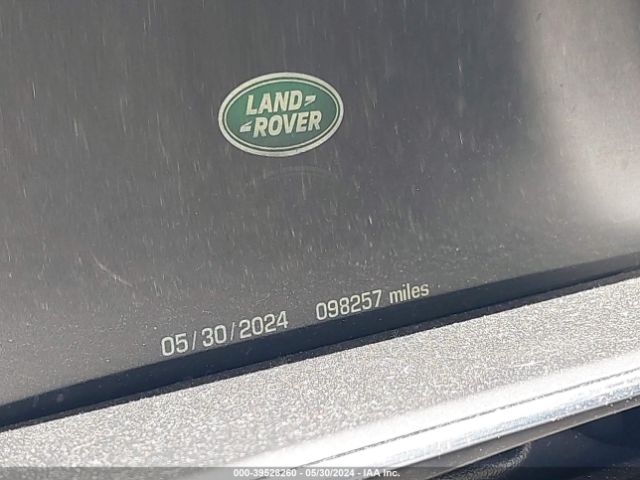 LAND
ROVER
05/30/2024 098257 miles
000-39528260 - 05/30/2024 - IAA Inc.